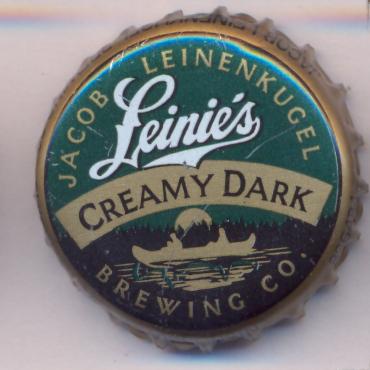 JACOB LEINENKUGEL
Leinie's
CREAMY DARK
BREWING CO.